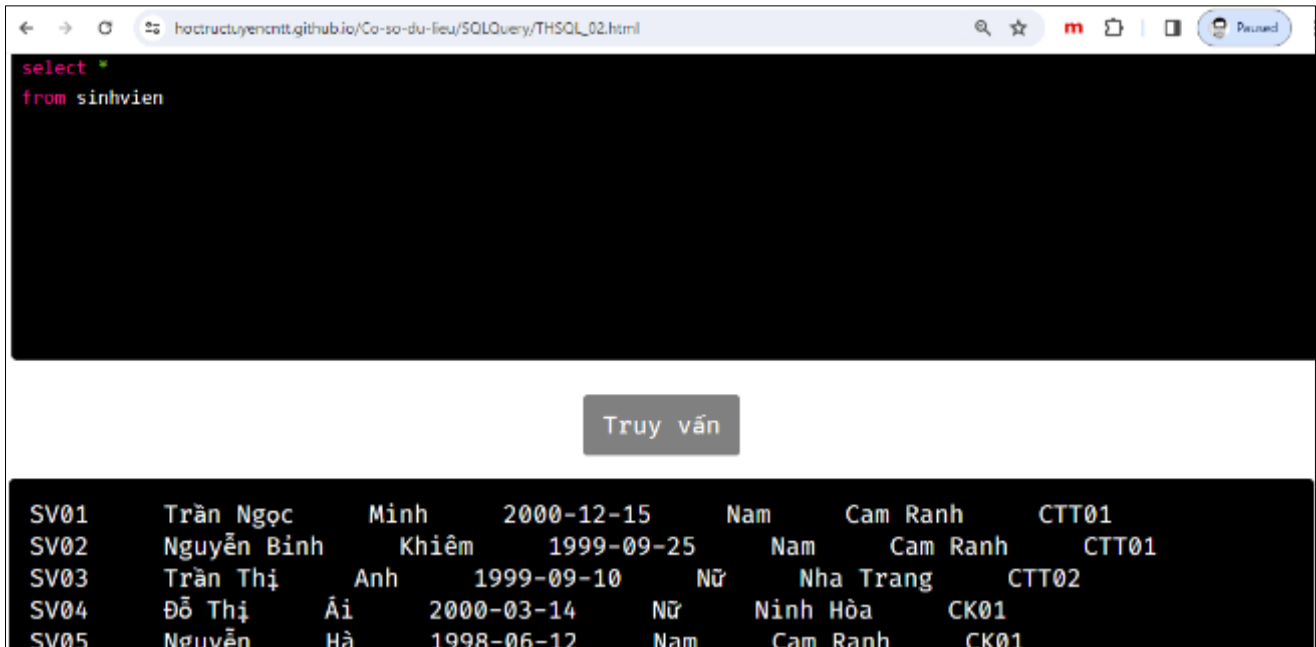 hoctructuyencntt.github.io/Co-so-du-lieu/SQLQuery/THSQL_02.html m Paused
select *
from sinhvien
Truy vấn
SV01 Trần Ngọc Minh 2000-12-15 Nam Cam Ranh CTT01
SV02 Nguyễn Bỉnh Khiêm 1999-09-25 Nam Cam Ranh CTT01
SV03 Trần Thị Anh 1999-09-10 Nữ Nha Trang CTT02
SV04 Đỗ Thị Ái 2000-03-14 Nữ Ninh Hòa CK01
SV05 Nguyễn Hà 1998-06-12 Nam Cam Ranh CK01